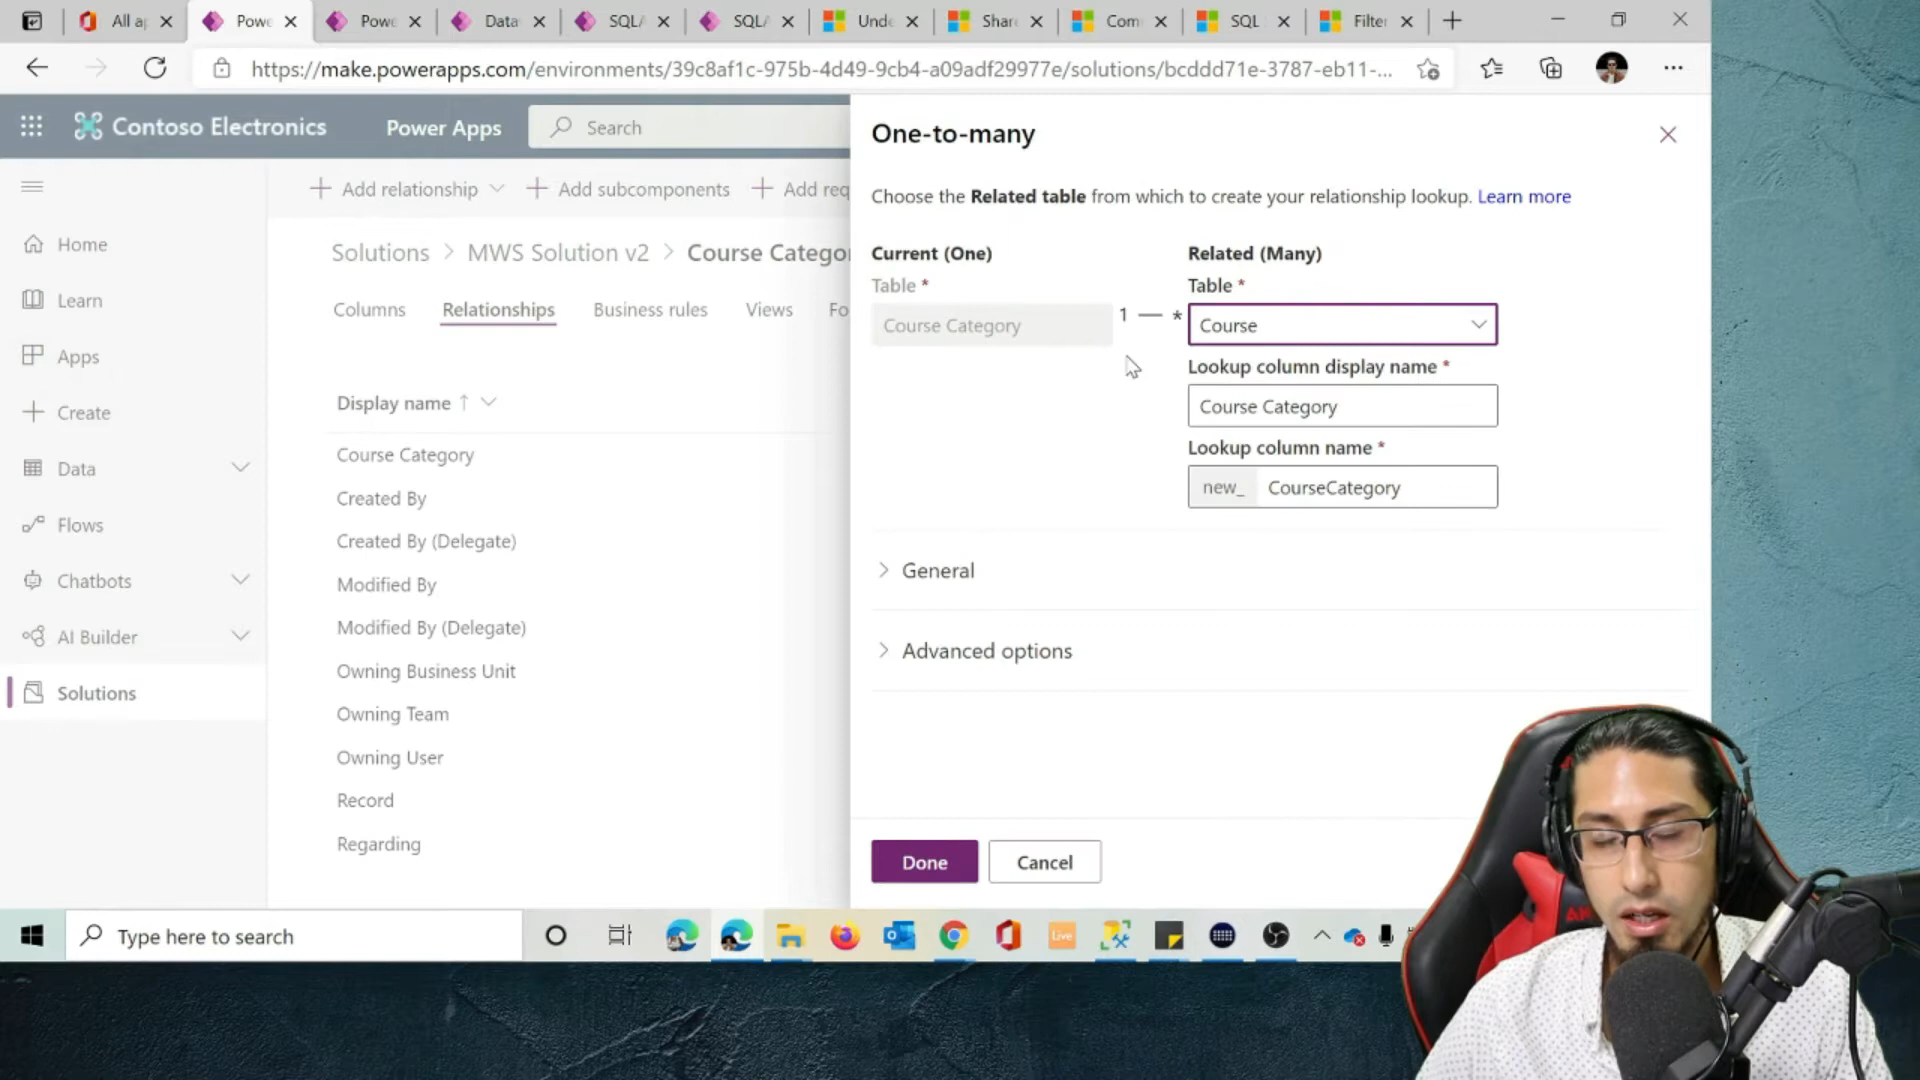 All a
Powe
Powe
Data
SQL
SQL
Unde
Share
Com
SQL
Filter
https://make.powerapps.com/environments/39c8af1c-975b-4d49-9cb4-a09adf29977e/solutions/bcddd71e-3787-eb11-...
Contoso Electronics
Power Apps
Search
Home
Learn
Apps
Create
Data
Flows
Chatbots
AI Builder
Solutions
Add relationship
Add subcomponents
Add req
Solutions > MWS Solution v2 > Course Catego
Columns
Relationships
Business rules
Views
Fo
Display name
Course Category
Created By
Created By (Delegate)
Modified By
Modified By (Delegate)
Owning Business Unit
Owning Team
Owning User
Record
Regarding
One-to-many
Choose the Related table from which to create your relationship lookup. Learn more
Current (One)
Table *
Course Category
1 — *
Related (Many)
Table *
Course
Lookup column display name *
Course Category
Lookup column name *
new_ CourseCategory
General
Advanced options
Done
Cancel
Type here to search
Live